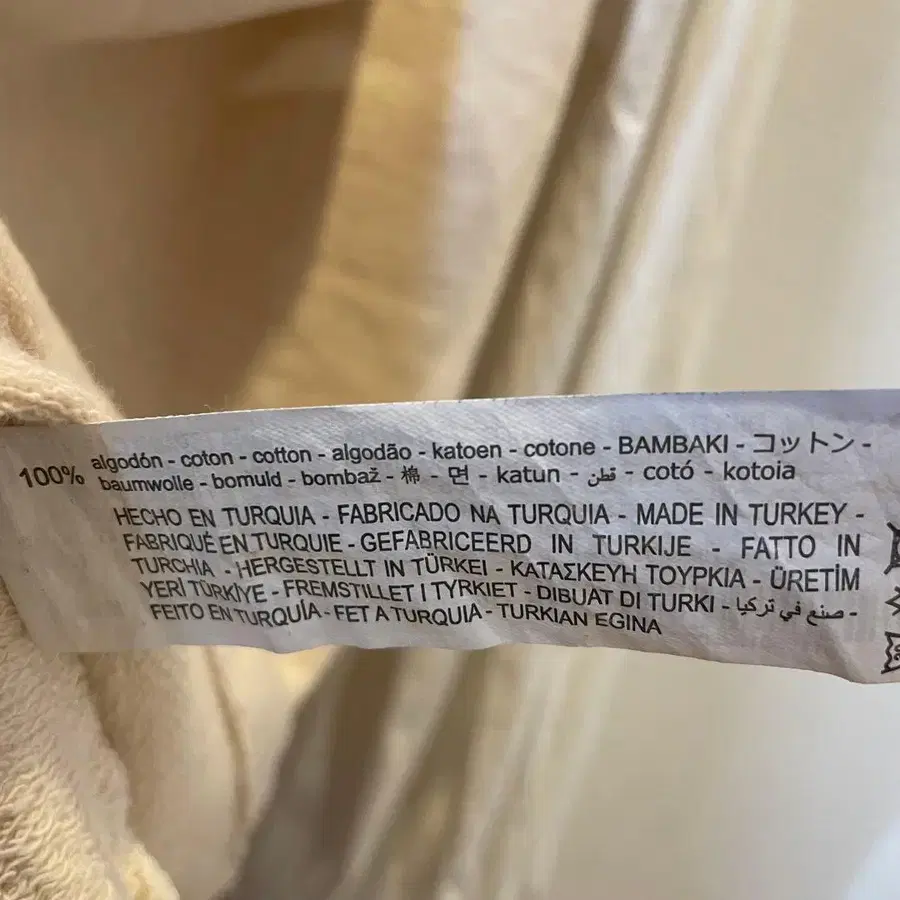 100% algodón - coton - cotton - algodão - katoen - cotone - BAMBAKI - コットン -
baumwolle - bomuld - bombaž - 棉 - 면 - katun - قطن - cotó - kotoia
HECHO EN TURQUIA - FABRICADO NA TURQUIA - MADE IN TURKEY -
FABRIQUÉ EN TURQUIE - GEFABRICEERD IN TURKIJE - FATTO IN
TURCHIA - HERGESTELLT IN TÜRKEI - ΚΑΤΑΣΚΕΥΗ ΤΟΥΡΚΙΑ - ÜRETİM
YERİ TÜRKİYE - FREMSTILLET I TYRKIET - DIBUAT DI TURKI - صنع في تركيا -
FEITO EN TURQUÍA - FET A TURQUIA - TURKIAN EGINA